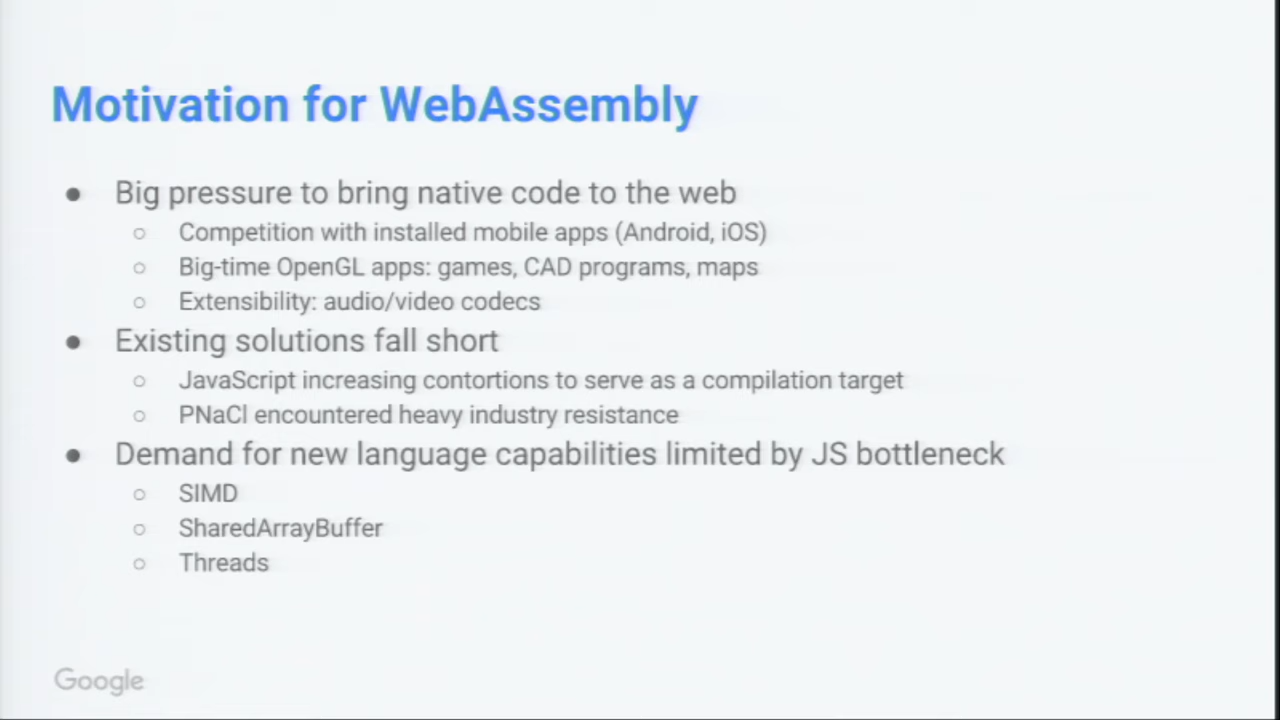 Motivation for WebAssembly
● Big pressure to bring native code to the web
○ Competition with installed mobile apps (Android, iOS)
○ Big-time OpenGL apps: games, CAD programs, maps
○ Extensibility: audio/video codecs
● Existing solutions fall short
○ JavaScript increasing contortions to serve as a compilation target
○ PNaCl encountered heavy industry resistance
● Demand for new language capabilities limited by JS bottleneck
○ SIMD
○ SharedArrayBuffer
○ Threads
Google